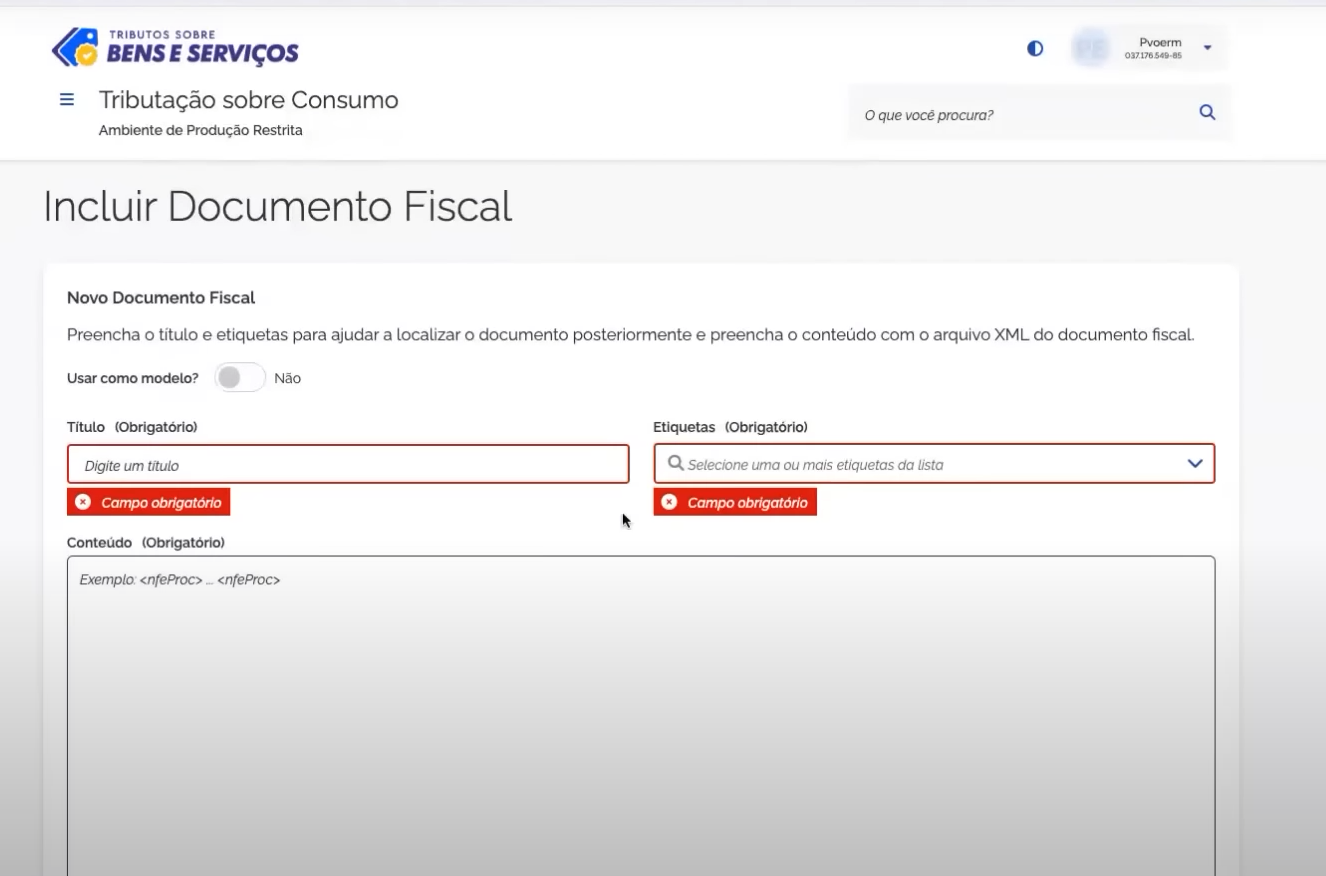 TRIBUTOS SOBRE
BENS E SERVIÇOS
Pvoerm
037.176.549-85
Tributação sobre Consumo
Ambiente de Produção Restrita
O que você procura?
Incluir Documento Fiscal
Novo Documento Fiscal
Preencha o título e etiquetas para ajudar a localizar o documento posteriormente e preencha o conteúdo com o arquivo XML do documento fiscal.
Usar como modelo? Não
Título (Obrigatório)
Etiquetas (Obrigatório)
Digite um título
Selecione uma ou mais etiquetas da lista
Campo obrigatório
Campo obrigatório
Conteúdo (Obrigatório)
Exemplo: <nfeProc> ... <nfeProc>